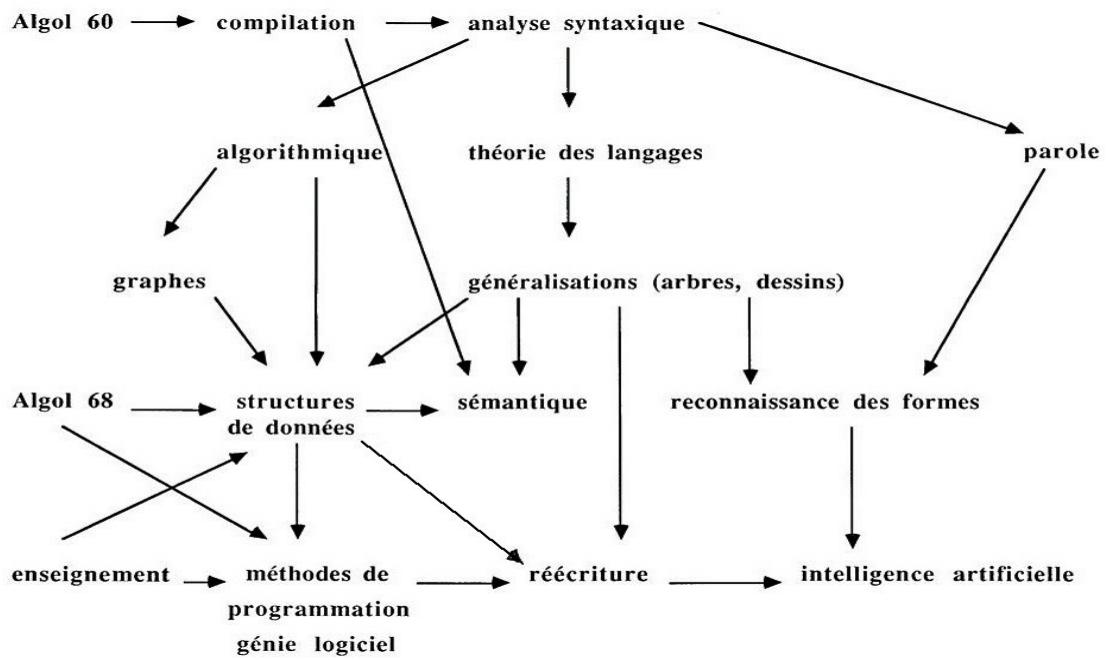 Algol 60 compilation analyse syntaxique
algorithmique théorie des langages parole
graphes généralisations (arbres, dessins)
Algol 68 structures sémantique reconnaissance des formes
de données
enseignement méthodes de réécriture intelligence artificielle
programmation
génie logiciel